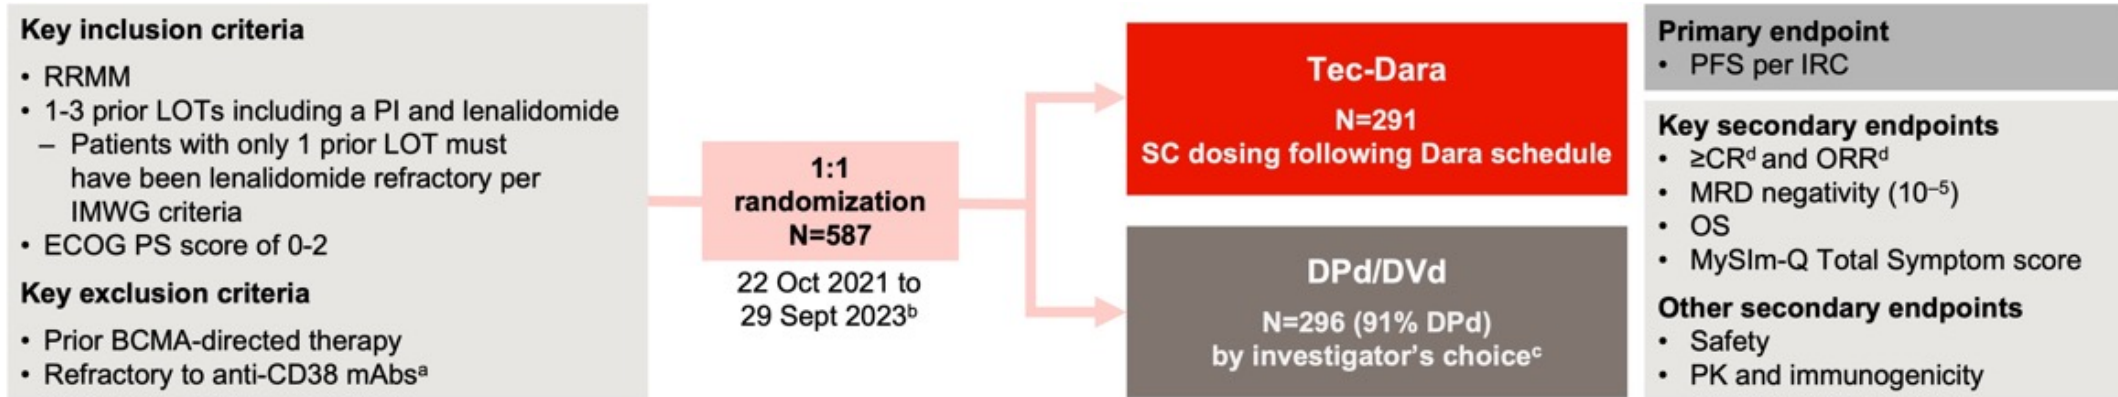 Key inclusion criteria
• RRMM
• 1-3 prior LOTs including a PI and lenalidomide
– Patients with only 1 prior LOT must
have been lenalidomide refractory per
IMWG criteria
• ECOG PS score of 0-2
Key exclusion criteria
• Prior BCMA-directed therapy
• Refractory to anti-CD38 mAbsᵃ
1:1
randomization
N=587
22 Oct 2021 to
29 Sept 2023ᵇ
Tec-Dara
N=291
SC dosing following Dara schedule
DPd/DVd
N=296 (91% DPd)
by investigator's choiceᶜ
Primary endpoint
• PFS per IRC
Key secondary endpoints
• ≥CRᵈ and ORRᵈ
• MRD negativity (10⁻⁵)
• OS
• MySIm-Q Total Symptom score
Other secondary endpoints
• Safety
• PK and immunogenicity